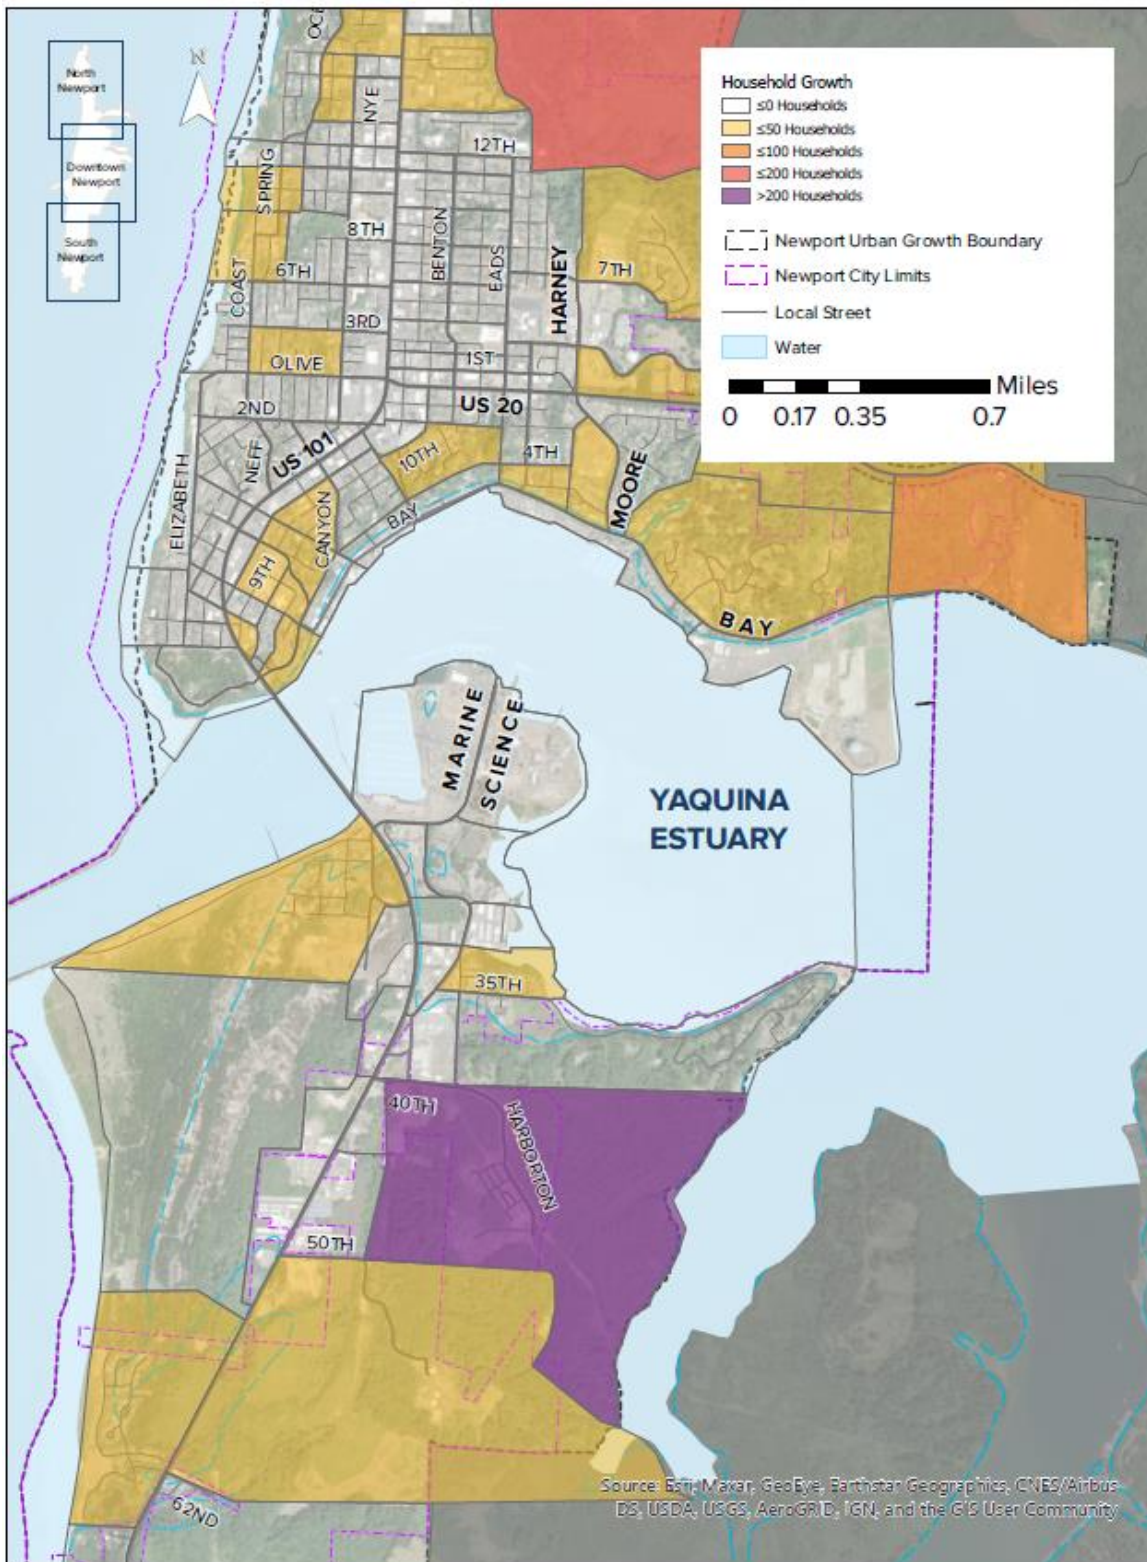 North
Newport
Downtown
Newport
South
Newport
N
NYE
SPRING
12TH
8TH
BENTON
EADS
HARNEY
7TH
6TH
COAST
3RD
1ST
OLIVE
2ND
US 20
NEFF
US 101
10TH
4TH
ELIZABETH
CANYON
BAY
MOORE
9TH
BAY
MARINE
SCIENCE
YAQUINA
ESTUARY
35TH
40TH
HARBORTON
50TH
62ND
Household Growth
≤0 Households
≤50 Households
≤100 Households
≤200 Households
>200 Households
Newport Urban Growth Boundary
Newport City Limits
Local Street
Water
Miles
0 0.17 0.35 0.7
Source: Esri, Maxar, GeoEye, Earthstar Geographics, CNES/Airbus
DS, USDA, USGS, AeroGRID, IGN, and the GIS User Community